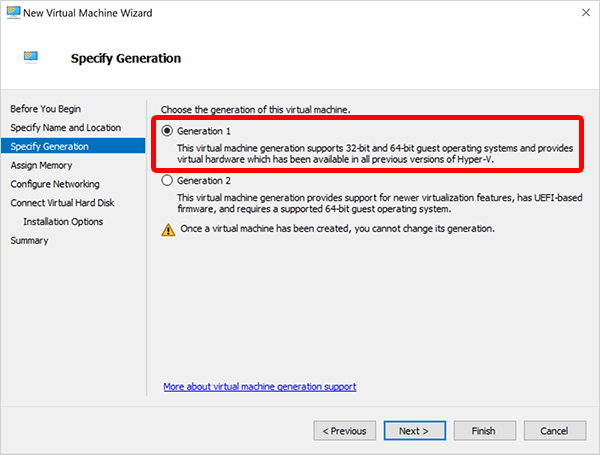 New Virtual Machine Wizard
Specify Generation
Before You Begin
Specify Name and Location
Specify Generation
Assign Memory
Configure Networking
Connect Virtual Hard Disk
Installation Options
Summary
Choose the generation of this virtual machine.
Generation 1
This virtual machine generation supports 32-bit and 64-bit guest operating systems and provides
virtual hardware which has been available in all previous versions of Hyper-V.
Generation 2
This virtual machine generation provides support for newer virtualization features, has UEFI-based
firmware, and requires a supported 64-bit guest operating system.
Once a virtual machine has been created, you cannot change its generation.
More about virtual machine generation support
< Previous
Next >
Finish
Cancel